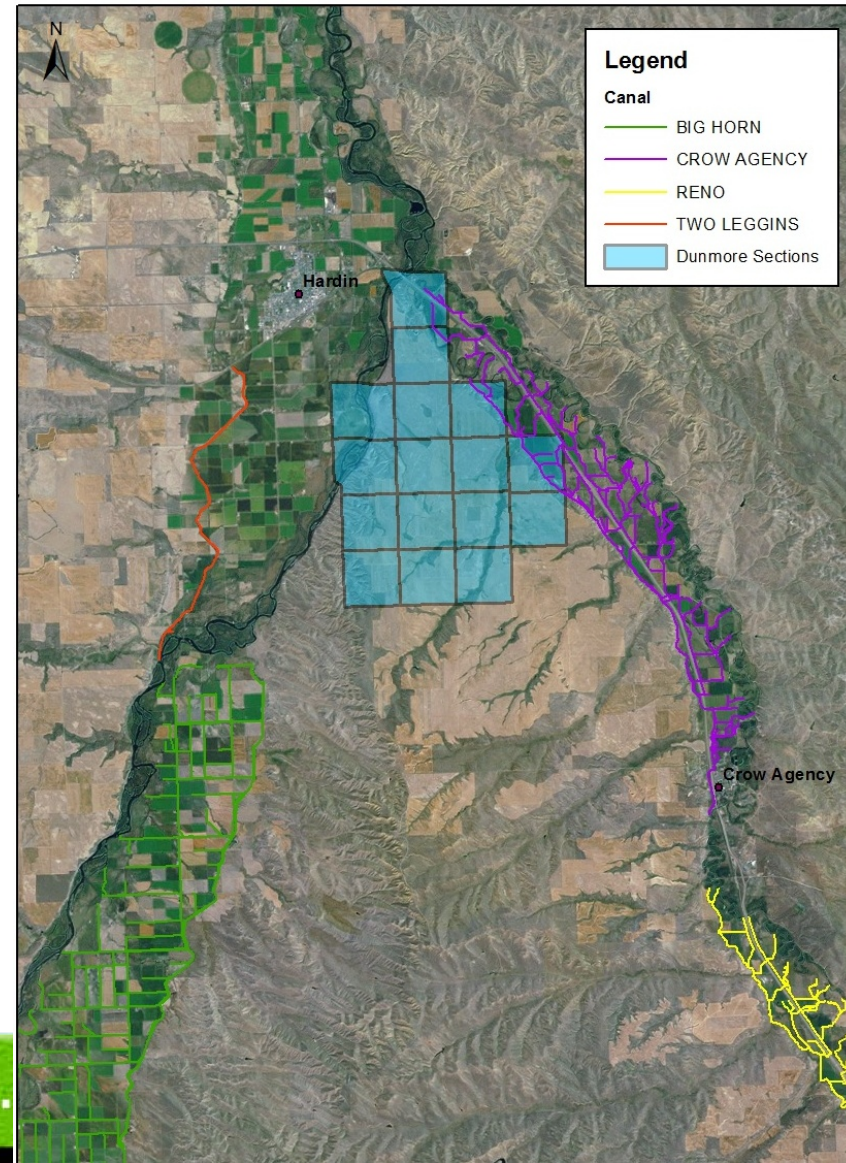 N
Legend
Canal
BIG HORN
CROW AGENCY
RENO
TWO LEGGINS
Dunmore Sections
Hardin
Crow Agency